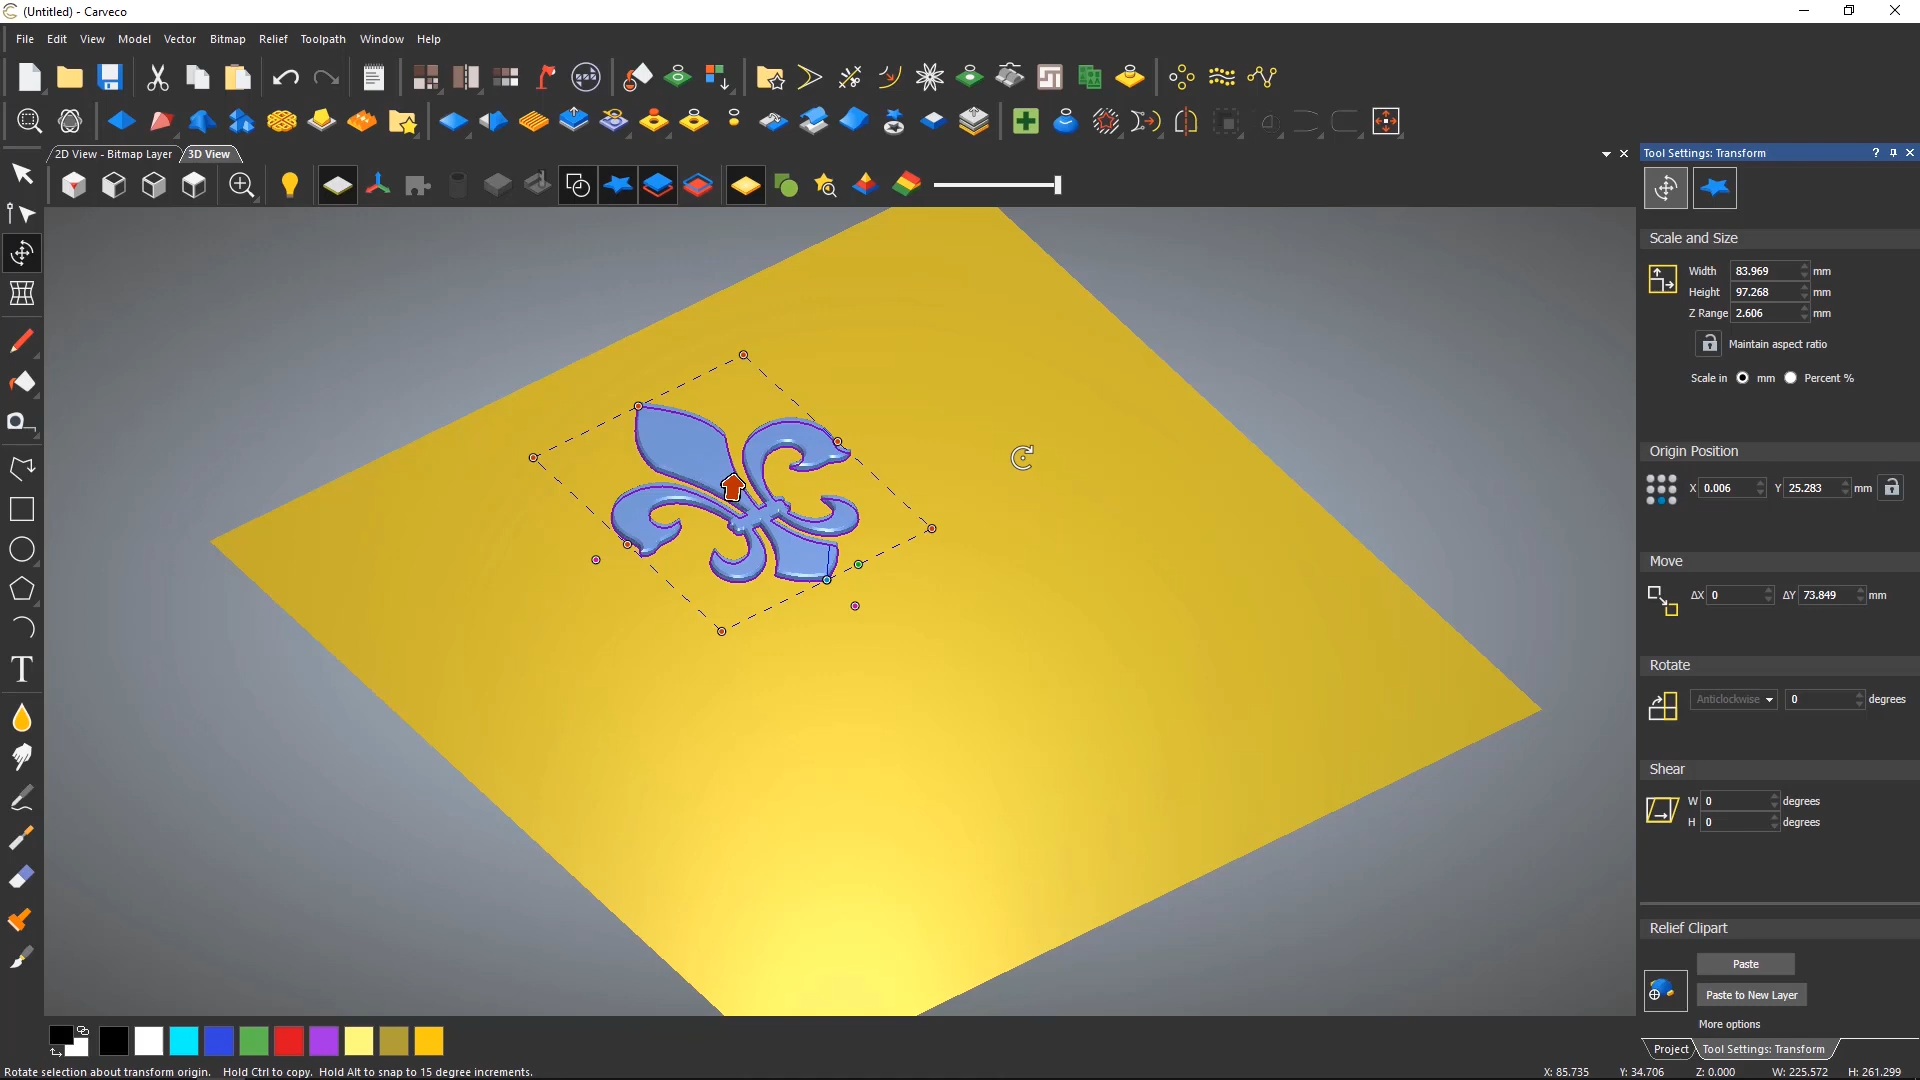 (Untitled) - Carveco
File Edit View Model Vector Bitmap Relief Toolpath Window Help
2D View - Bitmap Layer 3D View
Tool Settings: Transform
Scale and Size
Width 83.969 mm
Height 97.268 mm
Z Range 2.606 mm
Maintain aspect ratio
Scale in mm Percent %
Origin Position
X 0.006 Y 25.283 mm
Move
ΔX 0 ΔY 73.849 mm
Rotate
Anticlockwise 0 degrees
Shear
W 0 degrees
H 0 degrees
Relief Clipart
Paste
Paste to New Layer
More options
Project Tool Settings: Transform
Rotate selection about transform origin. Hold Ctrl to copy. Hold Alt to snap to 15 degree increments. X: 85.735 Y: 34.706 Z: 0.000 W: 225.572 H: 261.299